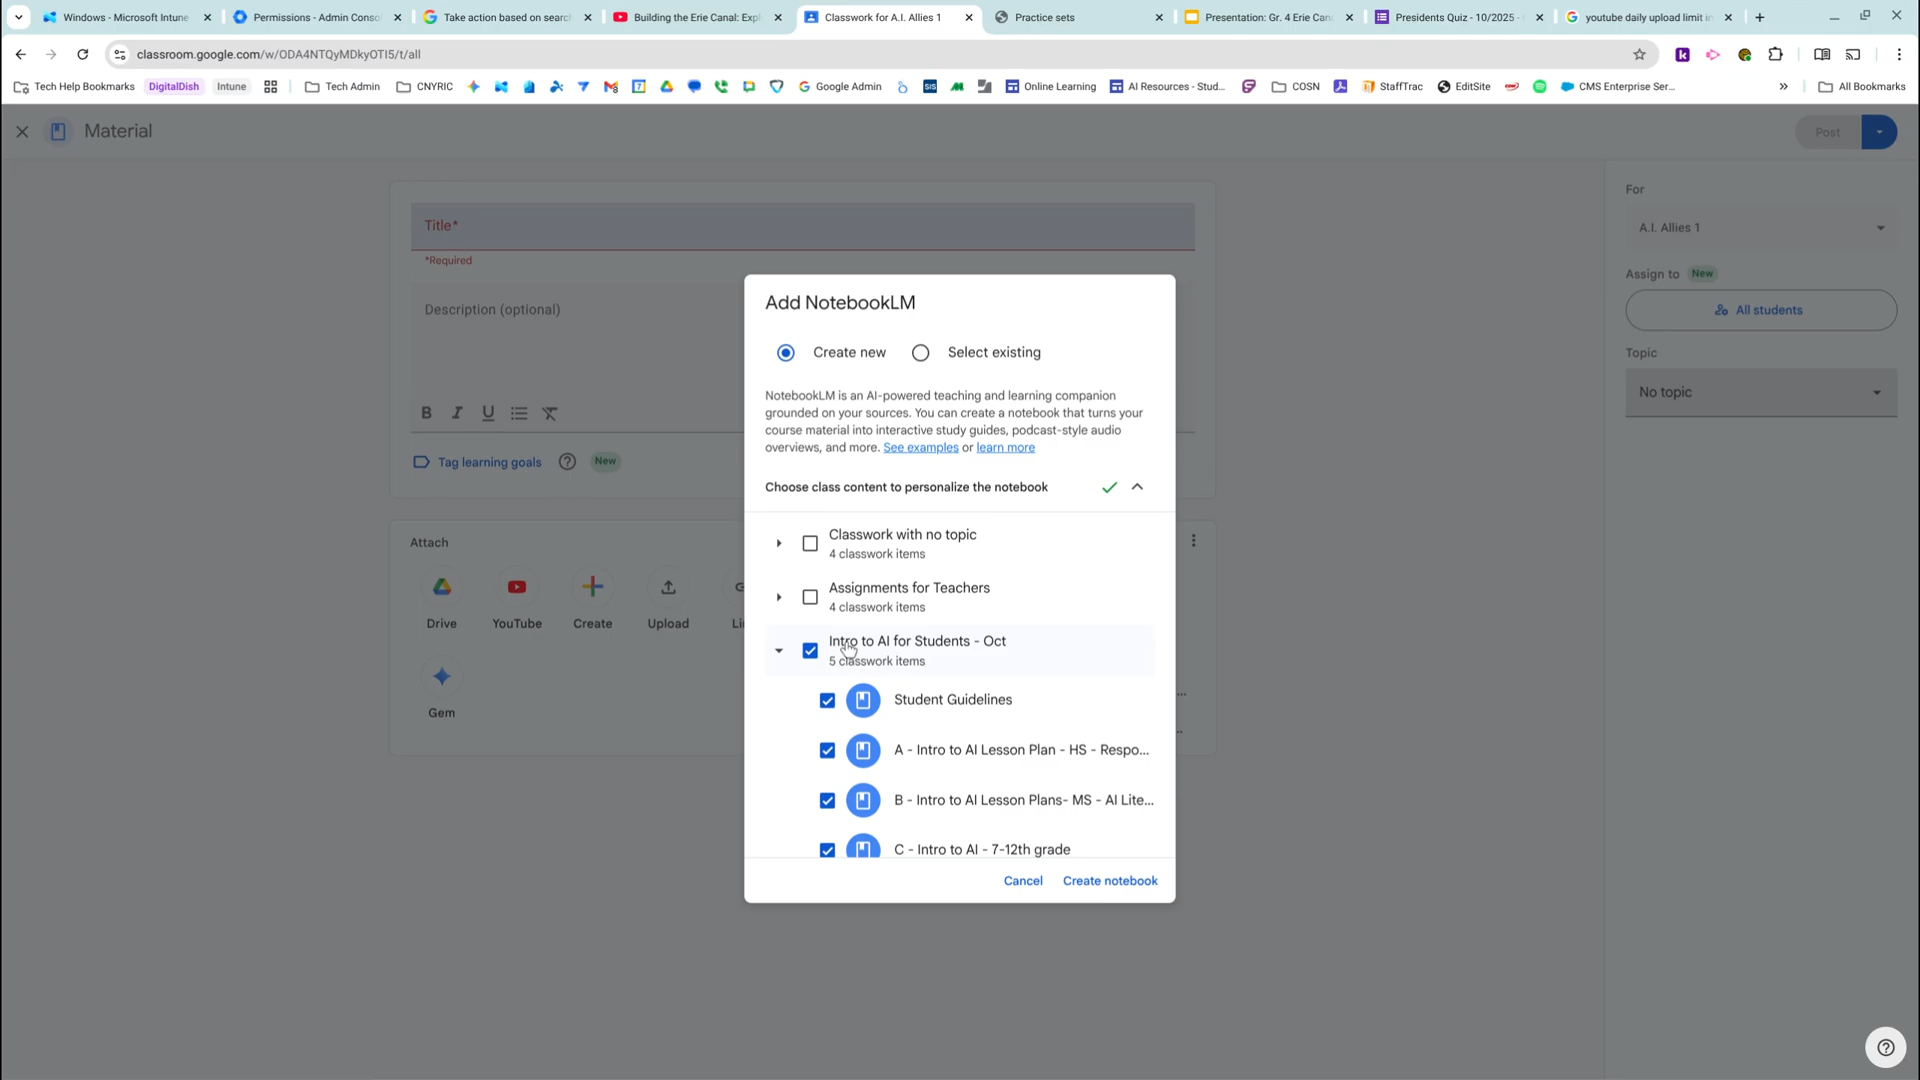 Windows - Microsoft Intune
Permissions - Admin Conso
Take action based on search
Building the Erie Canal: Expl
Classwork for A.I. Allies 1
Practice sets
Presentation: Gr. 4 Erie Can
Presidents Quiz - 10/2025 -
youtube daily upload limit in
classroom.google.com/w/ODA4NTQyMDkyOTI5/t/all
Tech Help Bookmarks
DigitalDish
Intune
Tech Admin
CNYRIC
Google Admin
SIS
Online Learning
AI Resources - Stud...
COSN
StaffTrac
EditSite
CMS Enterprise Ser...
All Bookmarks
Material
Post
Title*
*Required
Description (optional)
B I U
Tag learning goals
New
Attach
Drive
YouTube
Create
Upload
Gem
For
A.I. Allies 1
Assign to New
All students
Topic
No topic
Add NotebookLM
Create new
Select existing
NotebookLM is an AI-powered teaching and learning companion
grounded on your sources. You can create a notebook that turns your
course material into interactive study guides, podcast-style audio
overviews, and more. See examples or learn more
Choose class content to personalize the notebook
Classwork with no topic
4 classwork items
Assignments for Teachers
4 classwork items
Intro to AI for Students - Oct
5 classwork items
Student Guidelines
A - Intro to AI Lesson Plan - HS - Respo...
B - Intro to AI Lesson Plans- MS - AI Lite...
C - Intro to AI - 7-12th grade
Cancel
Create notebook